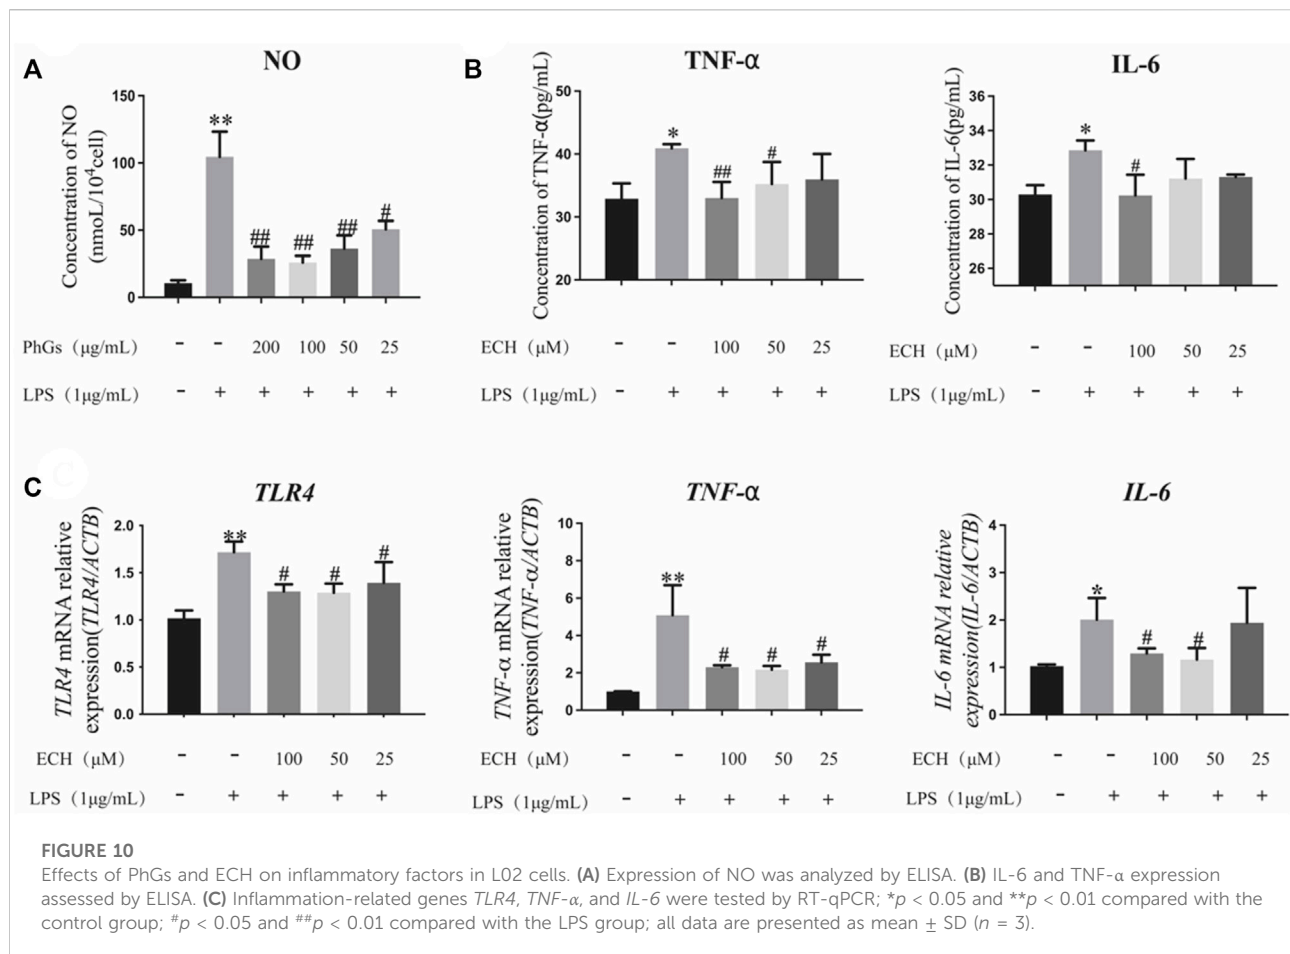 A
NO
Concentration of NO
(nmoL/10⁴cell)
150
100
50
0
**
##
##
##
#
PhGs (μg/mL) - - 200 100 50 25
LPS (1μg/mL) - + + + + +
B
TNF-α
Concentration of TNF-α(pg/mL)
50
40
30
20
*
##
#
ECH (μM) - - 100 50 25
LPS (1μg/mL) - + + + +
IL-6
Concentration of IL-6(pg/mL)
36
34
32
30
28
26
*
#
ECH (μM) - - 100 50 25
LPS (1μg/mL) - + + + +
C
TLR4
TLR4 mRNA relative
expression(TLR4/ACTB)
2.0
1.5
1.0
0.5
0.0
**
#
#
#
ECH (μM) - - 100 50 25
LPS (1μg/mL) - + + + +
TNF-α
TNF-α mRNA relative
expression(TNF-α/ACTB)
10
8
6
4
2
0
**
#
#
#
ECH (μM) - - 100 50 25
LPS (1μg/mL) - + + + +
IL-6
IL-6 mRNA relative
expression(IL-6/ACTB)
4
3
2
1
0
*
#
#
ECH (μM) - - 100 50 25
LPS (1μg/mL) - + + + +
FIGURE 10
Effects of PhGs and ECH on inflammatory factors in L02 cells. (A) Expression of NO was analyzed by ELISA. (B) IL-6 and TNF-α expression
assessed by ELISA. (C) Inflammation-related genes TLR4, TNF-α, and IL-6 were tested by RT-qPCR; *p < 0.05 and **p < 0.01 compared with the
control group; #p < 0.05 and ##p < 0.01 compared with the LPS group; all data are presented as mean ± SD (n = 3).